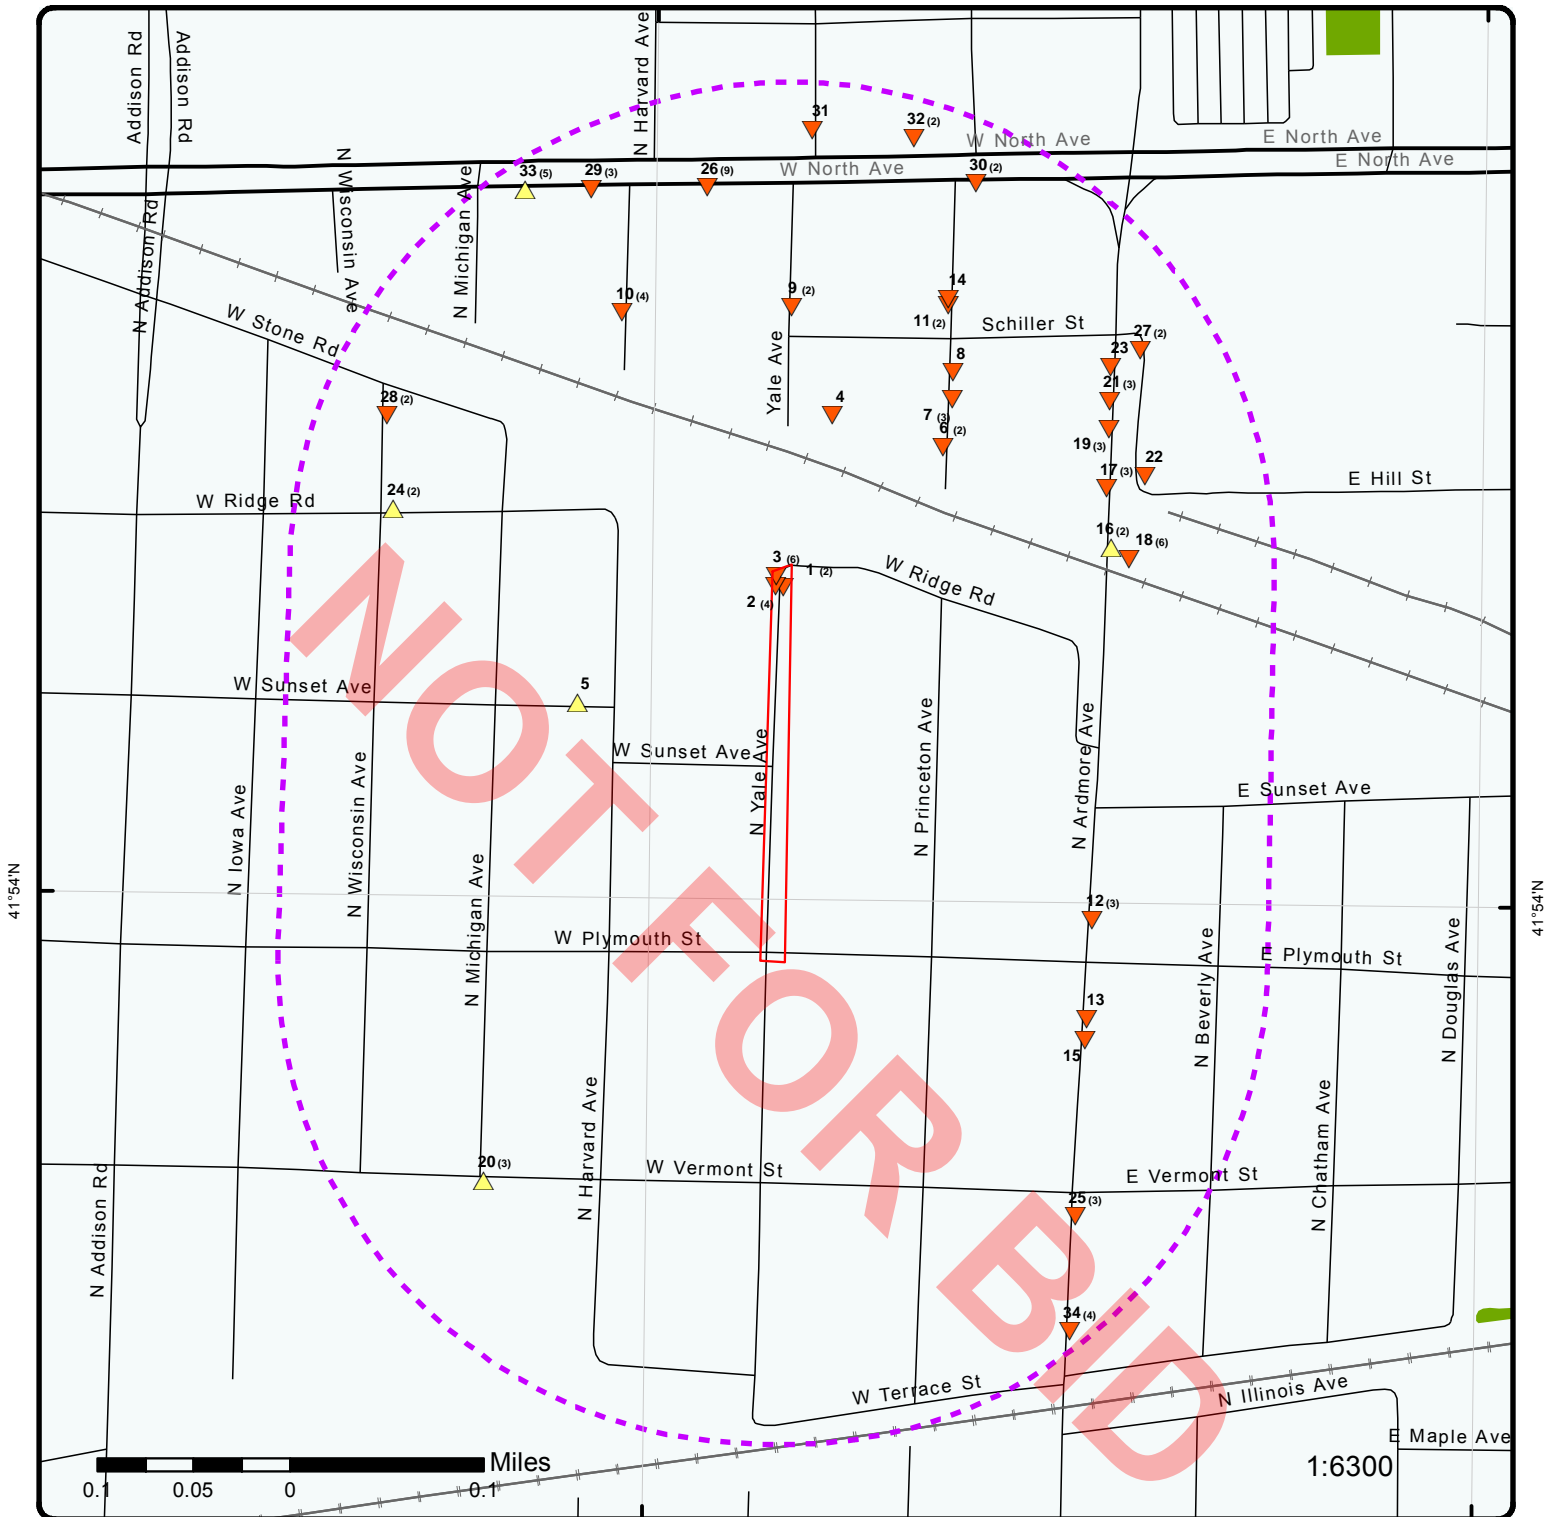 Addison Rd
Addison Rd
N Harvard Ave
31
32 (2)
W North Ave
E North Ave
E North Ave
W North Ave
N Wisconsin Ave
N Michigan Ave
33 (5)
29 (3)
26 (9)
30 (2)
N Addison Rd
W Stone Rd
10 (4)
9 (2)
14
11 (2)
Schiller St
27 (2)
23
8
21 (3)
Yale Ave
4
7 (3)
6 (2)
19 (3)
28 (2)
17 (3)
22
E Hill St
24 (2)
W Ridge Rd
16 (2)
18 (6)
3 (6)
1 (2)
2 (4)
W Ridge Rd
NOT FOR BID
W Sunset Ave
5
W Sunset Ave
N Yale Ave
N Princeton Ave
N Ardmore Ave
E Sunset Ave
N Iowa Ave
N Wisconsin Ave
N Michigan Ave
41°54'N
41°54'N
12 (3)
W Plymouth St
E Plymouth St
N Beverly Ave
N Douglas Ave
13
15
N Harvard Ave
N Chatham Ave
20 (3)
W Vermont St
E Vermont St
N Addison Rd
25 (3)
34 (4)
W Terrace St
N Illinois Ave
E Maple Ave
Miles
0.1
0.05
0
0.1
1:6300